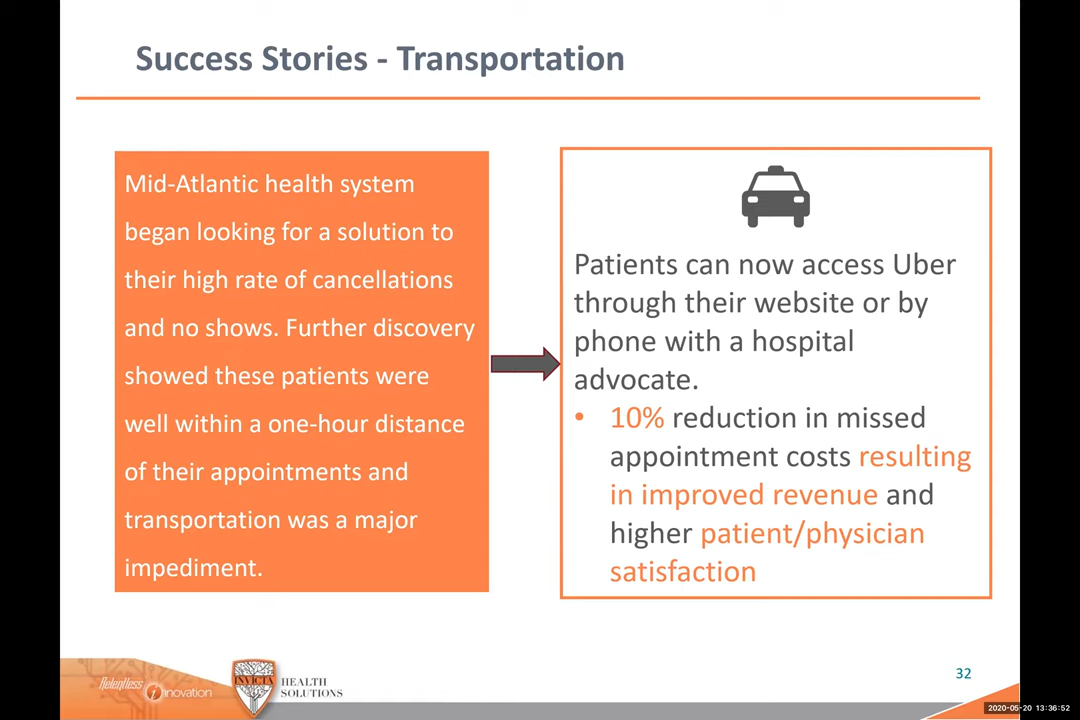 Success Stories - Transportation
Mid-Atlantic health system
began looking for a solution to
their high rate of cancellations
and no shows. Further discovery
showed these patients were
well within a one-hour distance
of their appointments and
transportation was a major
impediment.
Patients can now access Uber
through their website or by
phone with a hospital
advocate.
• 10% reduction in missed
appointment costs resulting
in improved revenue and
higher patient/physician
satisfaction
Relentless innovation
INVICTA
HEALTH
SOLUTIONS
32
2020-05-20 13:36:52